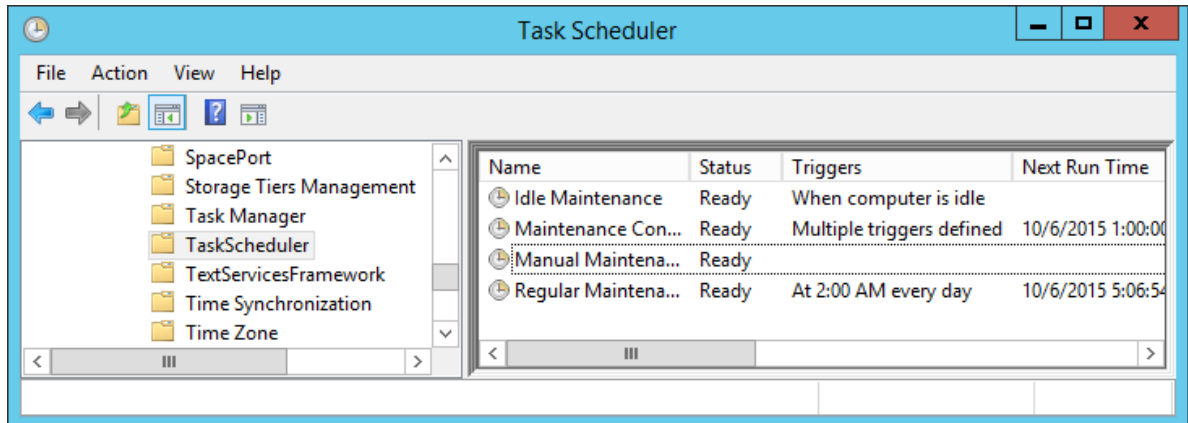 Task Scheduler
File Action View Help
SpacePort
Storage Tiers Management
Task Manager
TaskScheduler
TextServicesFramework
Time Synchronization
Time Zone
Name Status Triggers Next Run Time
Idle Maintenance Ready When computer is idle
Maintenance Con... Ready Multiple triggers defined 10/6/2015 1:00:00
Manual Maintena... Ready
Regular Maintena... Ready At 2:00 AM every day 10/6/2015 5:06:54